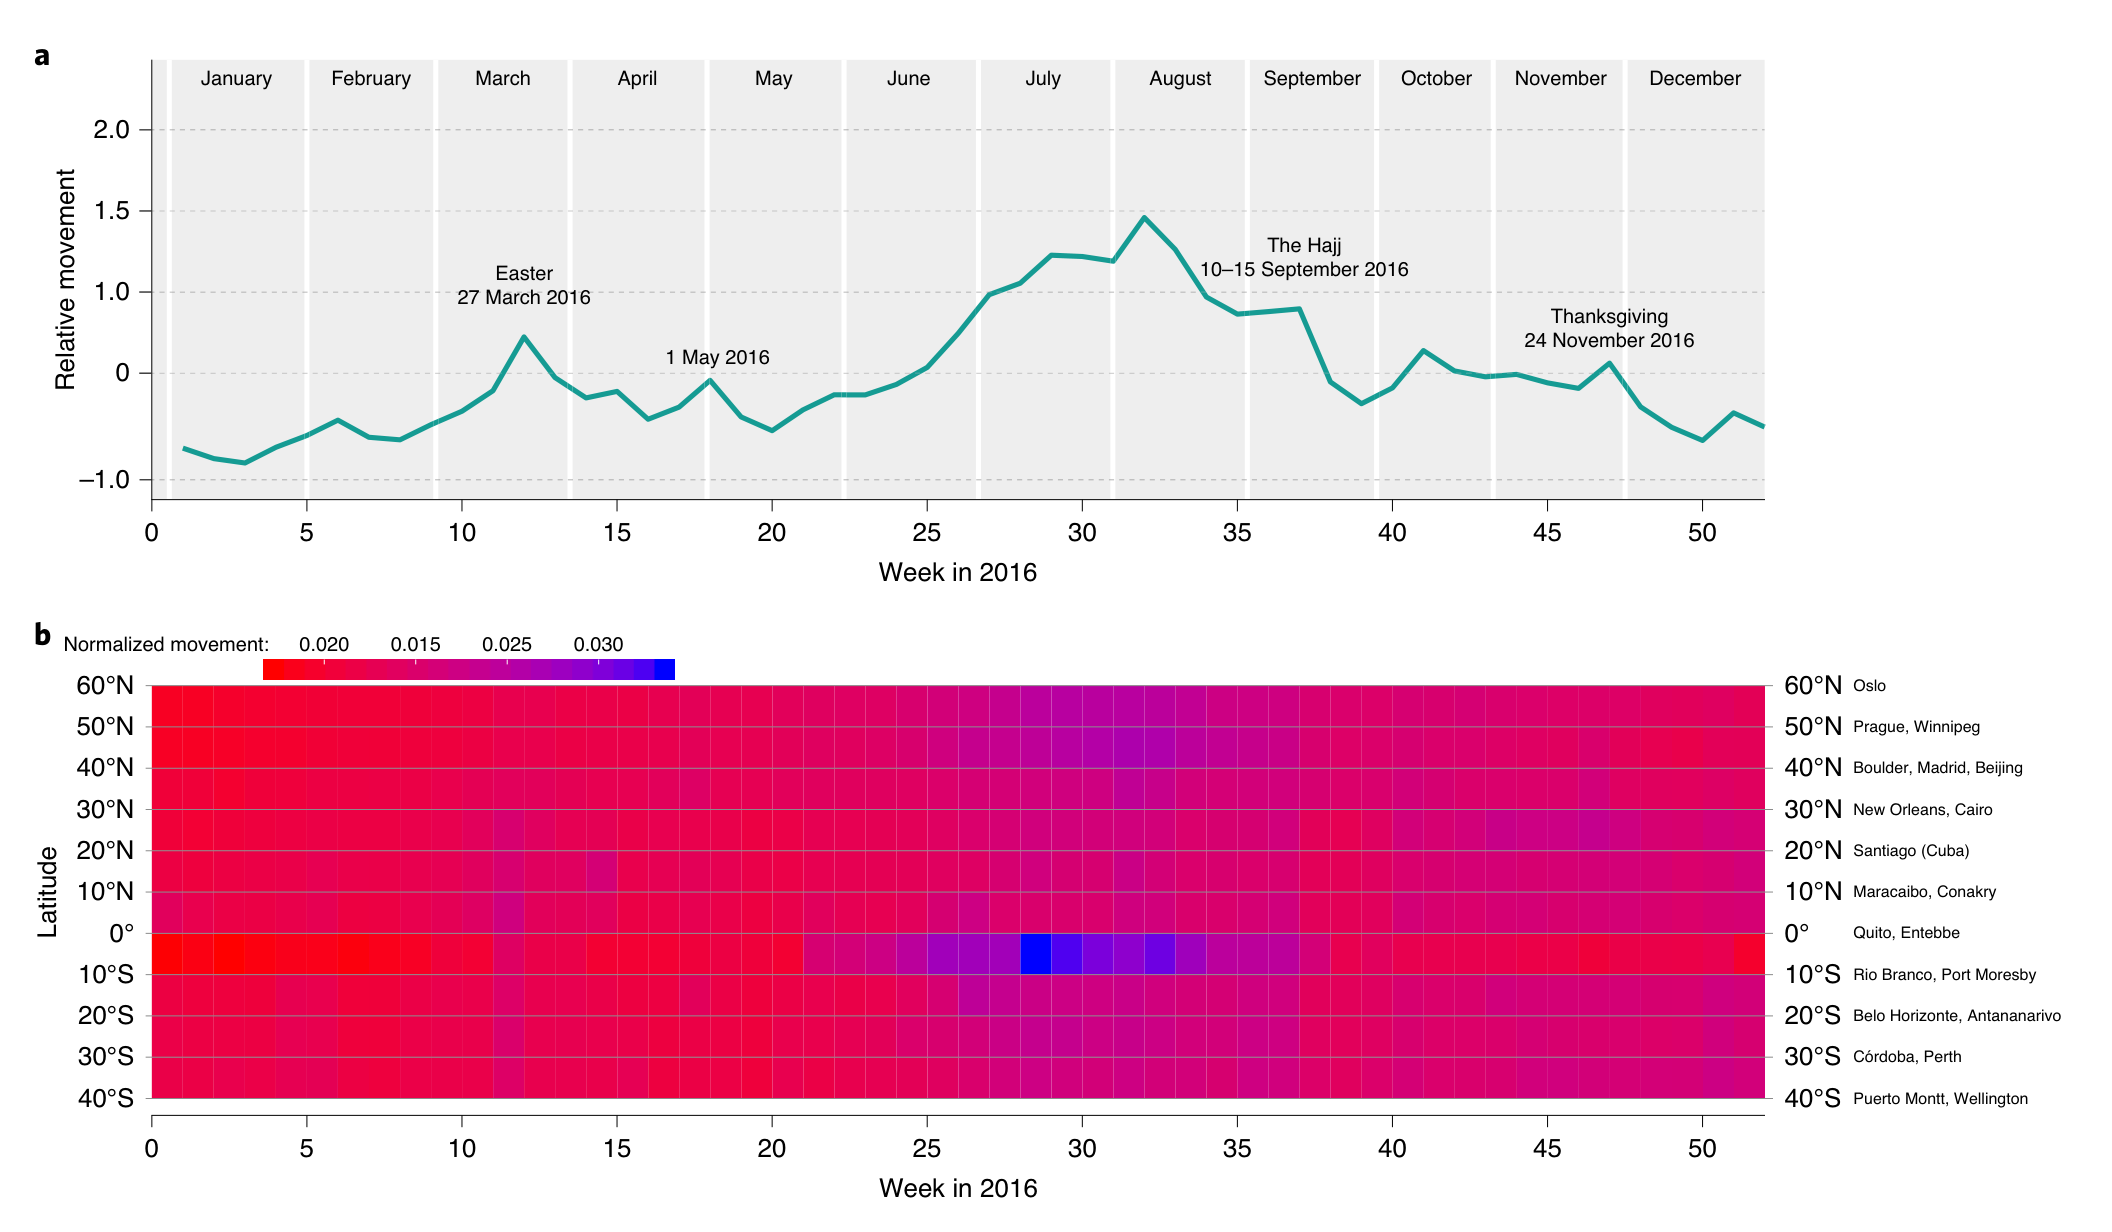 a
January February March April May June July August September October November December
2.0
1.5
1.0
0
–1.0
Relative movement
Easter
27 March 2016
1 May 2016
The Hajj
10–15 September 2016
Thanksgiving
24 November 2016
0 5 10 15 20 25 30 35 40 45 50
Week in 2016
b
Normalized movement: 0.020 0.015 0.025 0.030
Latitude
60°N 60°N Oslo
50°N 50°N Prague, Winnipeg
40°N 40°N Boulder, Madrid, Beijing
30°N 30°N New Orleans, Cairo
20°N 20°N Santiago (Cuba)
10°N 10°N Maracaibo, Conakry
0° 0° Quito, Entebbe
10°S 10°S Rio Branco, Port Moresby
20°S 20°S Belo Horizonte, Antananarivo
30°S 30°S Córdoba, Perth
40°S 40°S Puerto Montt, Wellington
0 5 10 15 20 25 30 35 40 45 50
Week in 2016